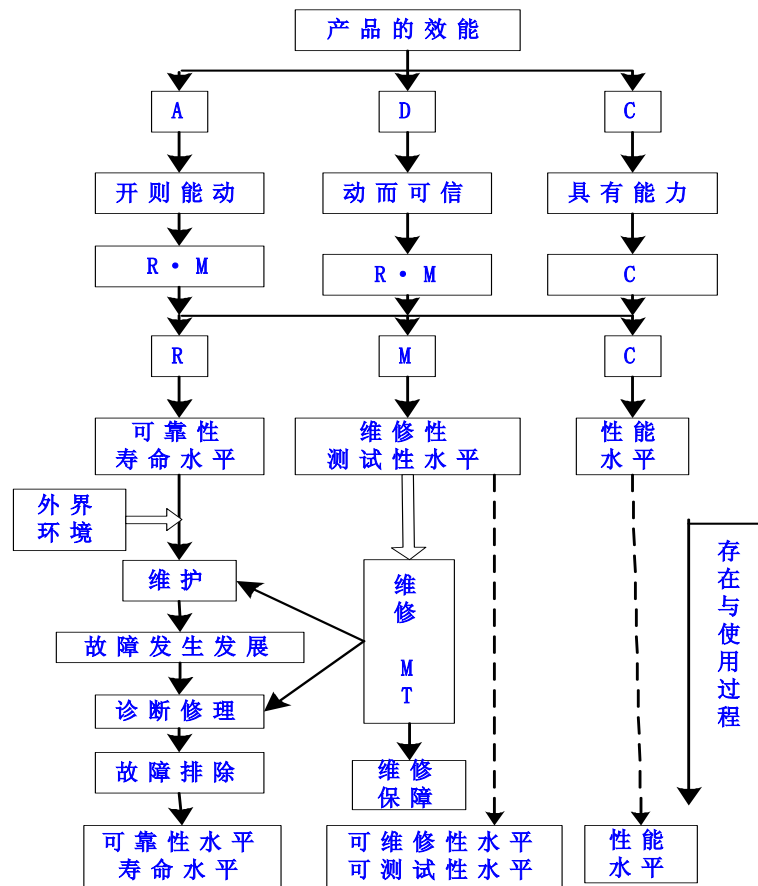 产品的效能
A
D
C
开则能动
动而可信
具有能力
R·M
R·M
C
R
M
C
可靠性
寿命水平
维修性
测试性水平
性能
水平
外界
环境
维护
维
修
M
T
存
在
与
使
用
过
程
故障发生发展
诊断修理
故障排除
维修
保障
可靠性水平
寿命水平
可维修性水平
可测试性水平
性能
水平